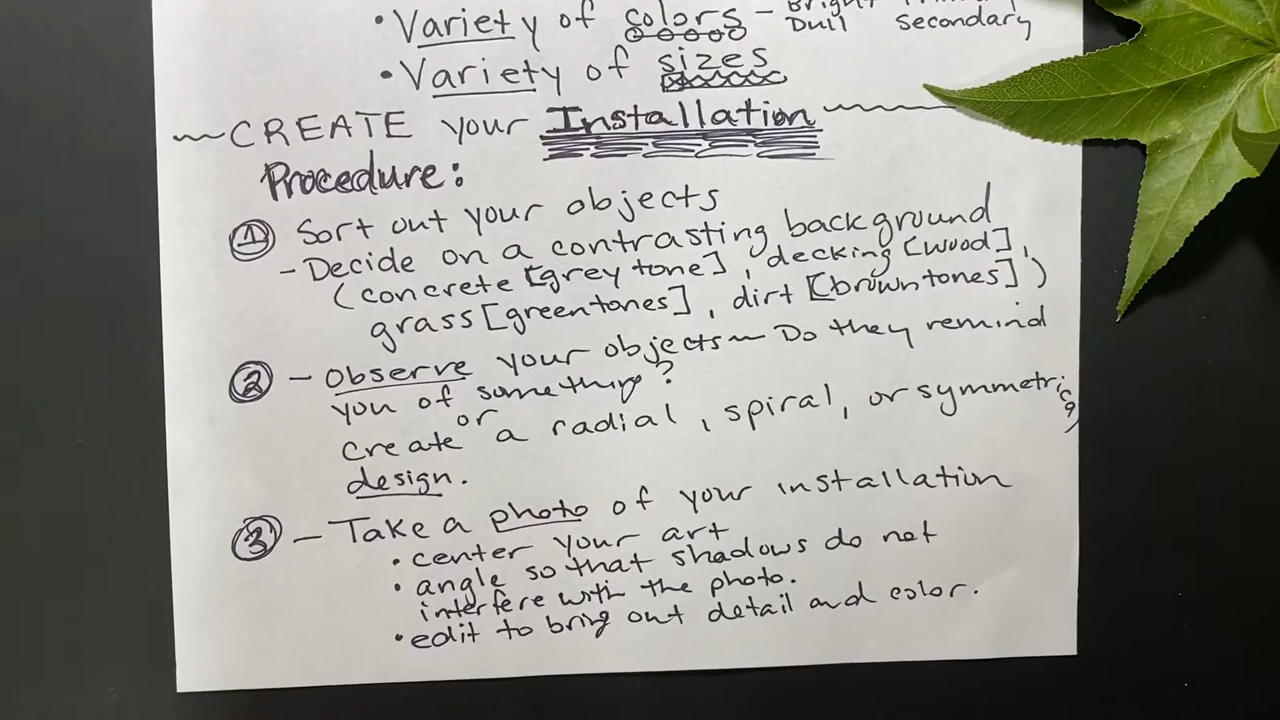 • Variety of colors - Bright
Dull secondary
• Variety of sizes
CREATE your Installation
Procedure:
① Sort out your objects
- Decide on a contrasting background
(concrete [grey tone], decking [wood],
grass [greentones], dirt [browntones])
② - Observe your objects ~ Do they remind
you of something?
or
create a radial, spiral, or symmetrical
design.
③ - Take a photo of your installation
• center your art
• angle so that shadows do not
interfere with the photo.
• edit to bring out detail and color.